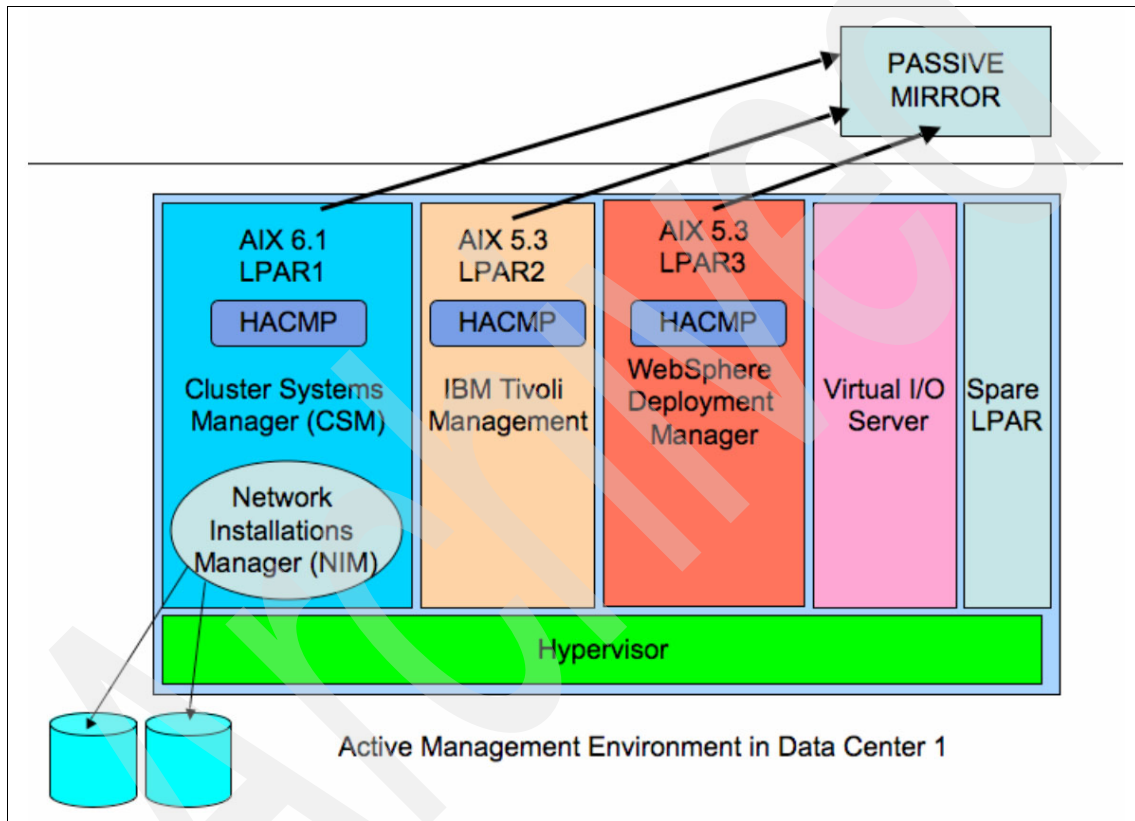 PASSIVE
MIRROR
AIX 6.1
LPAR1
HACMP
Cluster Systems
Manager (CSM)
Network
Installations
Manager (NIM)
AIX 5.3
LPAR2
HACMP
IBM Tivoli
Management
AIX 5.3
LPAR3
HACMP
WebSphere
Deployment
Manager
Virtual I/O
Server
Spare
LPAR
Hypervisor
Active Management Environment in Data Center 1
Archived